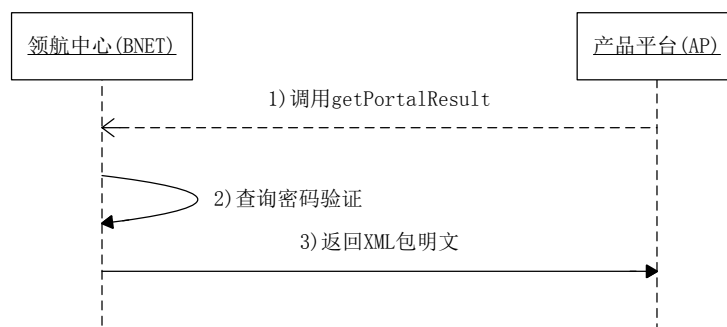 领航中心(BNET)
产品平台(AP)
1)调用getPortalResult
2)查询密码验证
3)返回XML包明文